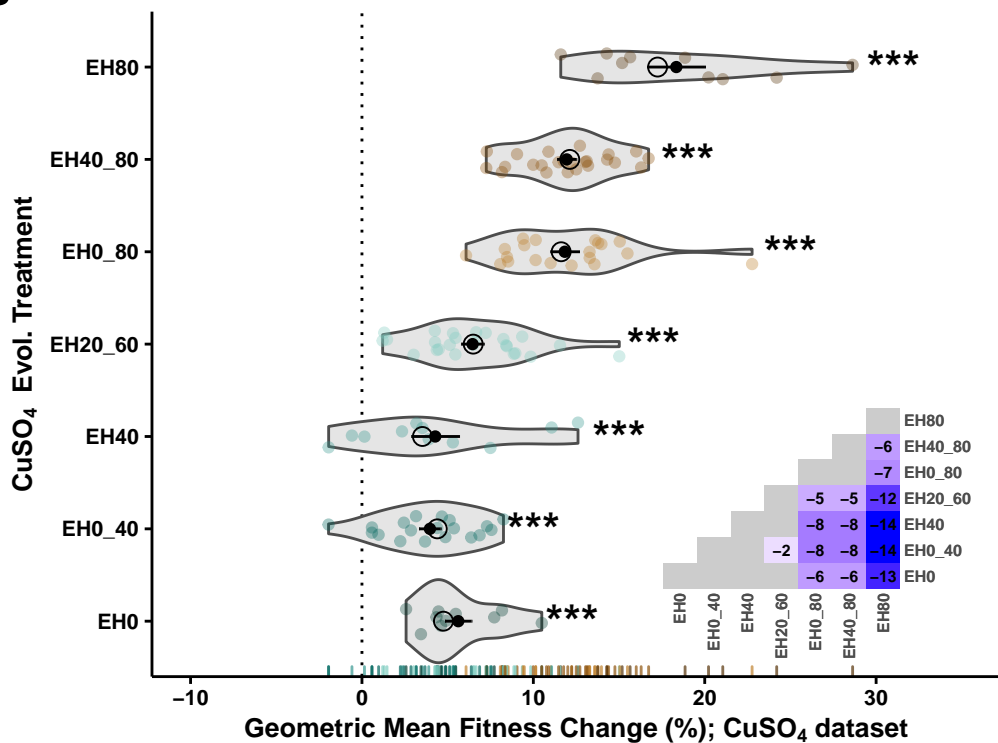 EH80
***
EH40_80
***
EH0_80
***
EH20_60
***
EH40
***
EH0_40
***
EH0
***
CuSO₄ Evol. Treatment
EH80
−6 EH40_80
−7 EH0_80
−5 −5 −12 EH20_60
−8 −8 −14 EH40
−2 −8 −8 −14 EH0_40
−6 −6 −13 EH0
EH0 EH0_40 EH40 EH20_60 EH0_80 EH40_80 EH80
−10 0 10 20 30
Geometric Mean Fitness Change (%); CuSO₄ dataset